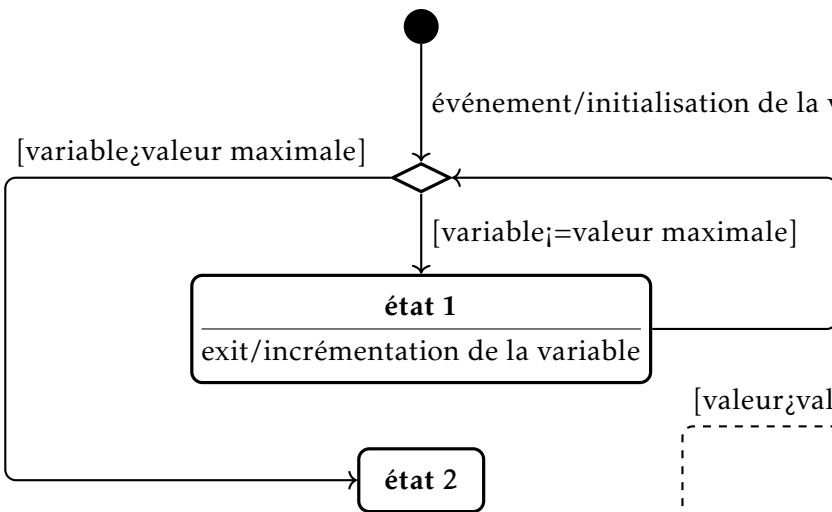 événement/initialisation de la
[variable¿valeur maximale]
[variable¡=valeur maximale]
état 1
exit/incrémentation de la variable
[valeur¿val
état 2